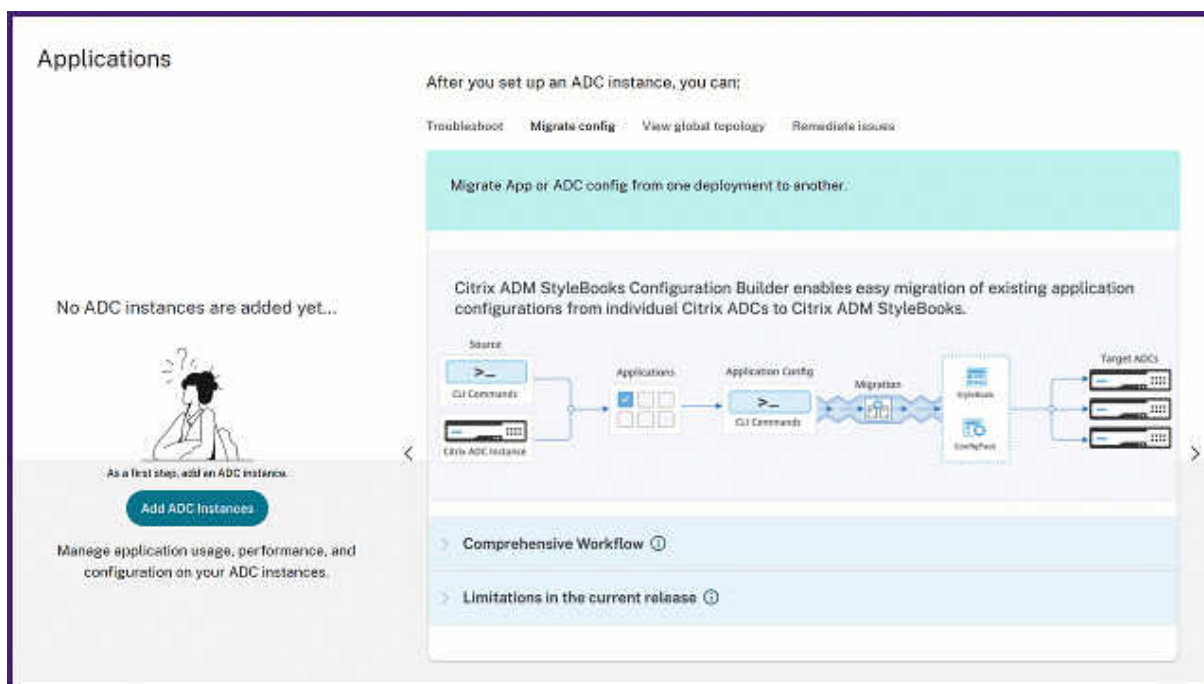 Applications
After you set up an ADC instance, you can:
Troubleshoot Migrate config View global topology Remediate issues
Migrate App or ADC config from one deployment to another.
Citrix ADM StyleBooks Configuration Builder enables easy migration of existing application
configurations from individual Citrix ADCs to Citrix ADM StyleBooks.
No ADC instances are added yet...
Source
>_
CLI Commands
Citrix ADC Instance
Applications
Application Config
>_
CLI Commands
Migration
StyleBook
ConfigPack
Target ADCs
As a first step, add an ADC instance.
Add ADC Instances
Manage application usage, performance, and
configuration on your ADC instances.
Comprehensive Workflow
Limitations in the current release